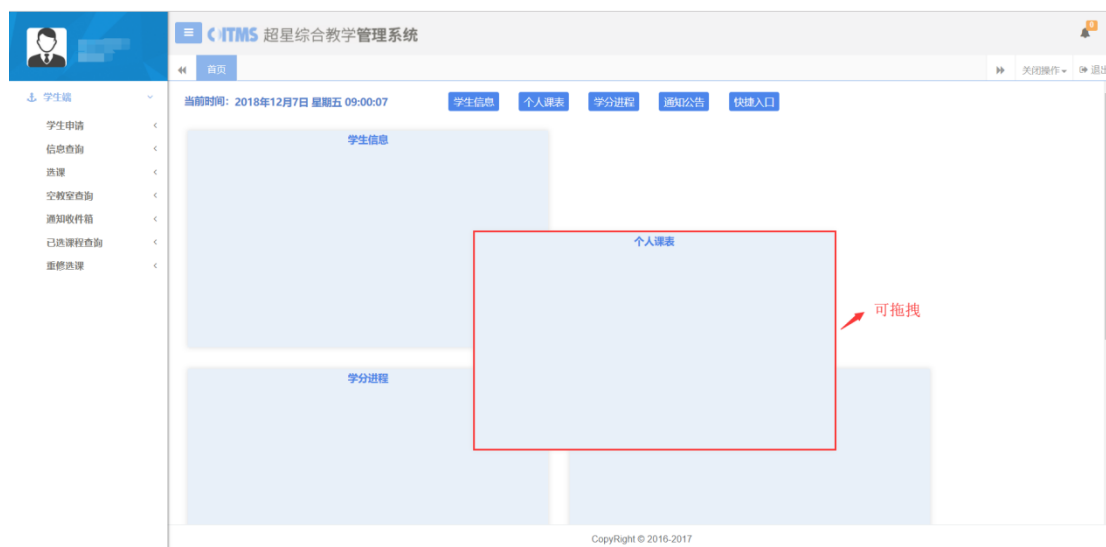 CHITMS 超星综合教学管理系统
首页
关闭操作
退出
学生端
学生申请
信息查询
选课
空教室查询
通知收件箱
已选课程查询
重修选课
当前时间：2018年12月7日 星期五 09:00:07
学生信息 个人课表 学分进程 通知公告 快捷入口
学生信息
个人课表
可拖拽
学分进程
CopyRight © 2016-2017